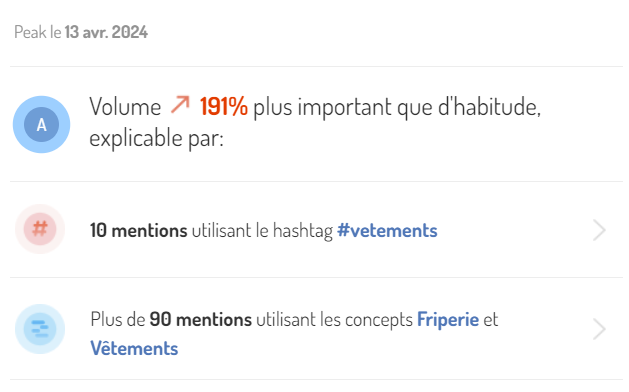 Peak le 13 avr. 2024
A
Volume ↗ 191% plus important que d'habitude,
explicable par:
#
10 mentions utilisant le hashtag #vetements
Plus de 90 mentions utilisant les concepts Friperie et
Vêtements